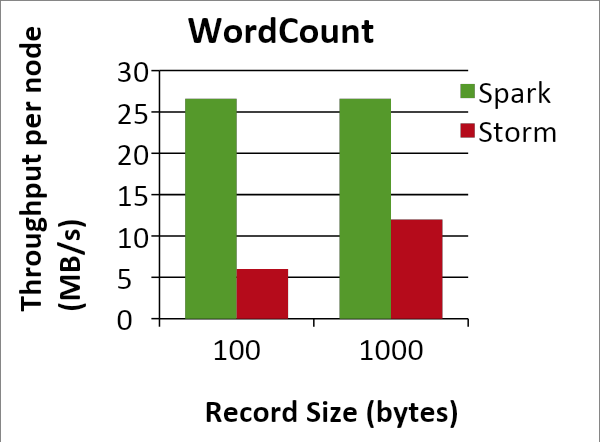 WordCount
Throughput per node
(MB/s)
30
25
20
15
10
5
0
100
1000
Record Size (bytes)
Spark
Storm